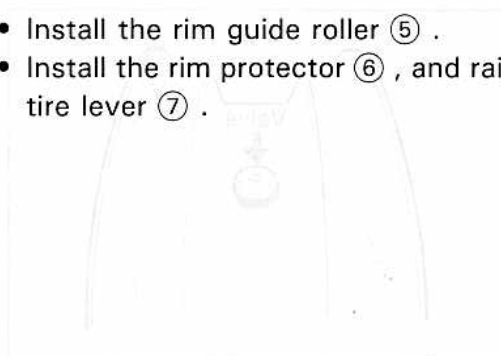 • Install the rim guide roller ⑤ .
• Install the rim protector ⑥ , and rai
tire lever ⑦ .